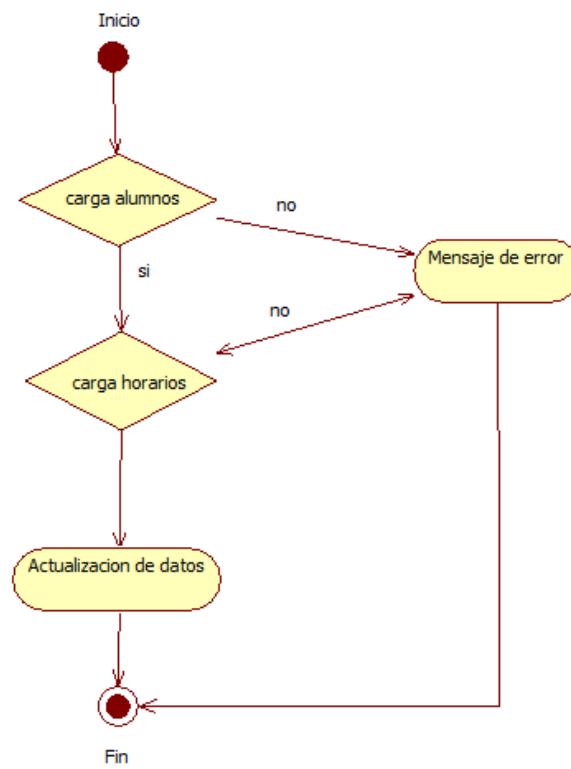 Inicio
carga alumnos
no
Mensaje de error
si
no
carga horarios
Actualizacion de datos
Fin